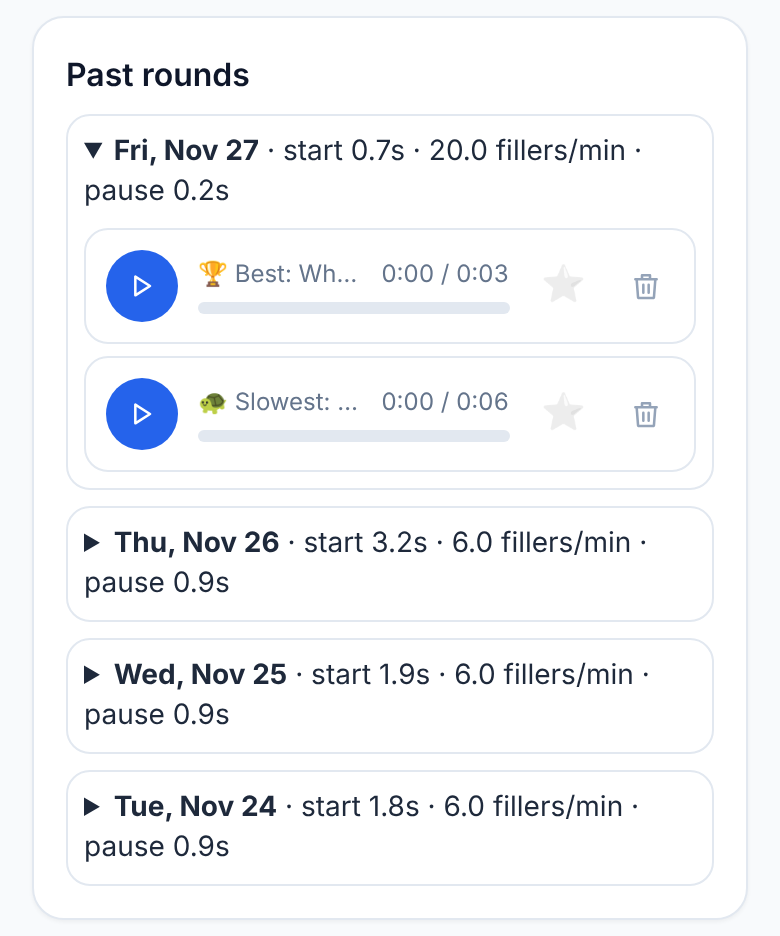 Past rounds
▼ Fri, Nov 27 · start 0.7s · 20.0 fillers/min ·
pause 0.2s
🏆 Best: Wh... 0:00 / 0:03
🐢 Slowest: ... 0:00 / 0:06
▶ Thu, Nov 26 · start 3.2s · 6.0 fillers/min ·
pause 0.9s
▶ Wed, Nov 25 · start 1.9s · 6.0 fillers/min ·
pause 0.9s
▶ Tue, Nov 24 · start 1.8s · 6.0 fillers/min ·
pause 0.9s